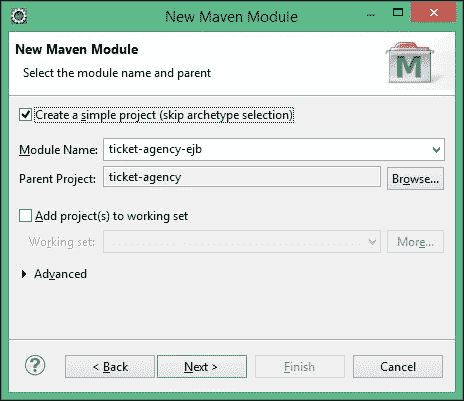 New Maven Module
New Maven Module
Select the module name and parent
M
Create a simple project (skip archetype selection)
Module Name: ticket-agency-ejb
Parent Project: ticket-agency Browse...
Add project(s) to working set
Working set: More...
Advanced
? < Back Next > Finish Cancel